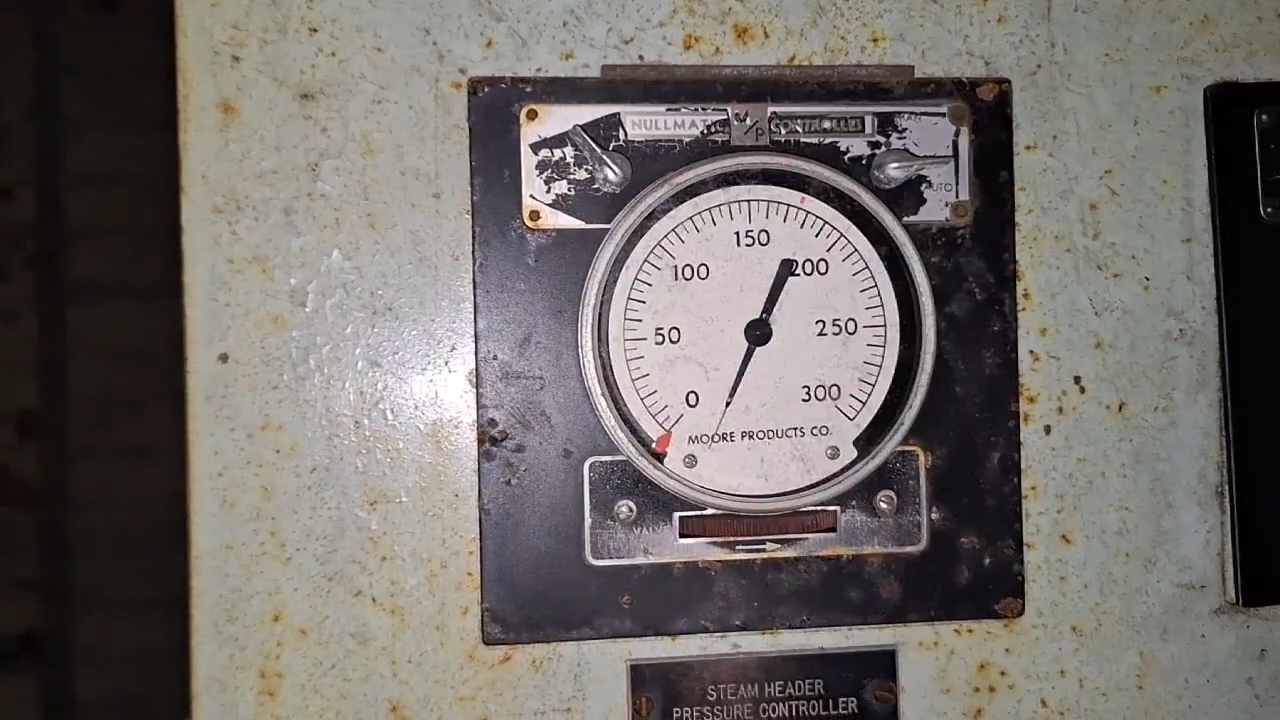 NULLMATIC M/P CONTROLLER
AUTO
150
100
200
50
250
0
300
MOORE PRODUCTS CO.
STEAM HEADER
PRESSURE CONTROLLER